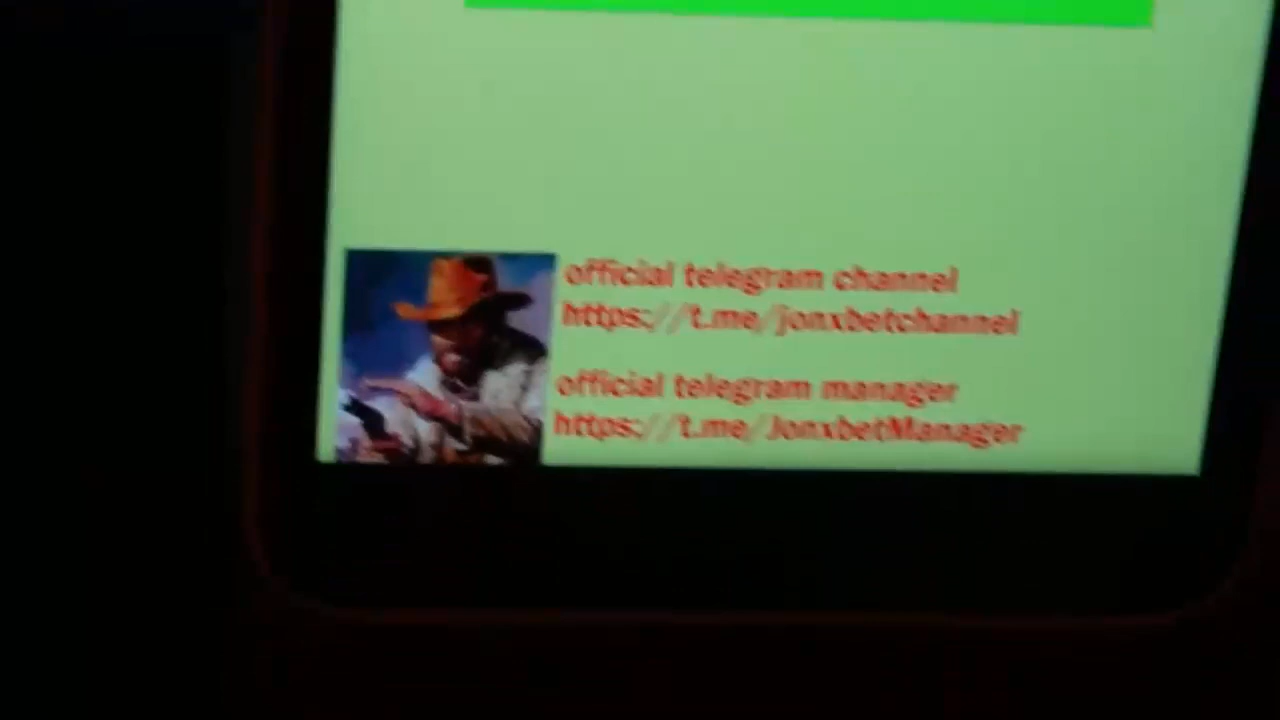 official telegram channel
https://t.me/jonxbetchannel
official telegram manager
https://t.me/JonxbetManager